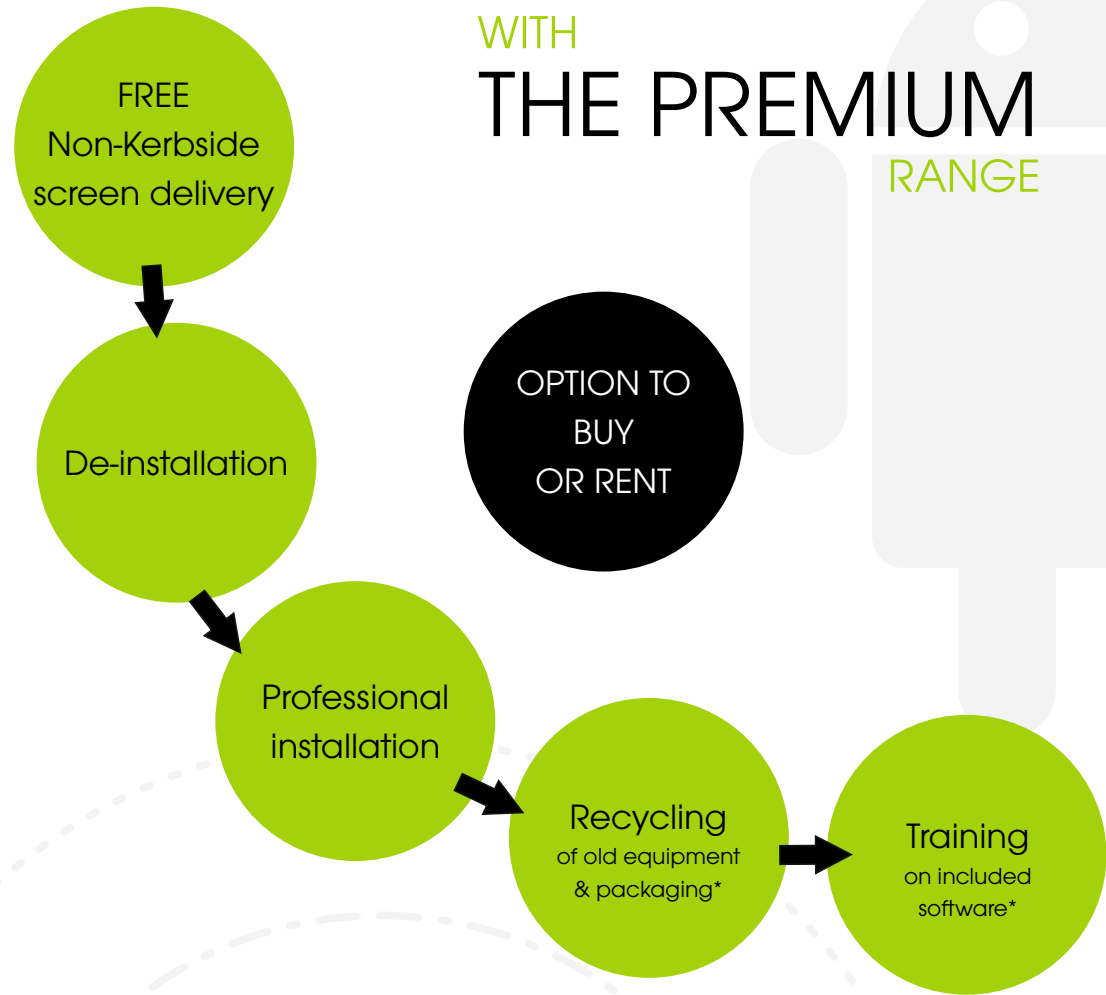 WITH
THE PREMIUM
RANGE
FREE
Non-Kerbside
screen delivery
De-installation
OPTION TO
BUY
OR RENT
Professional
installation
Recycling
of old equipment
& packaging*
Training
on included
software*